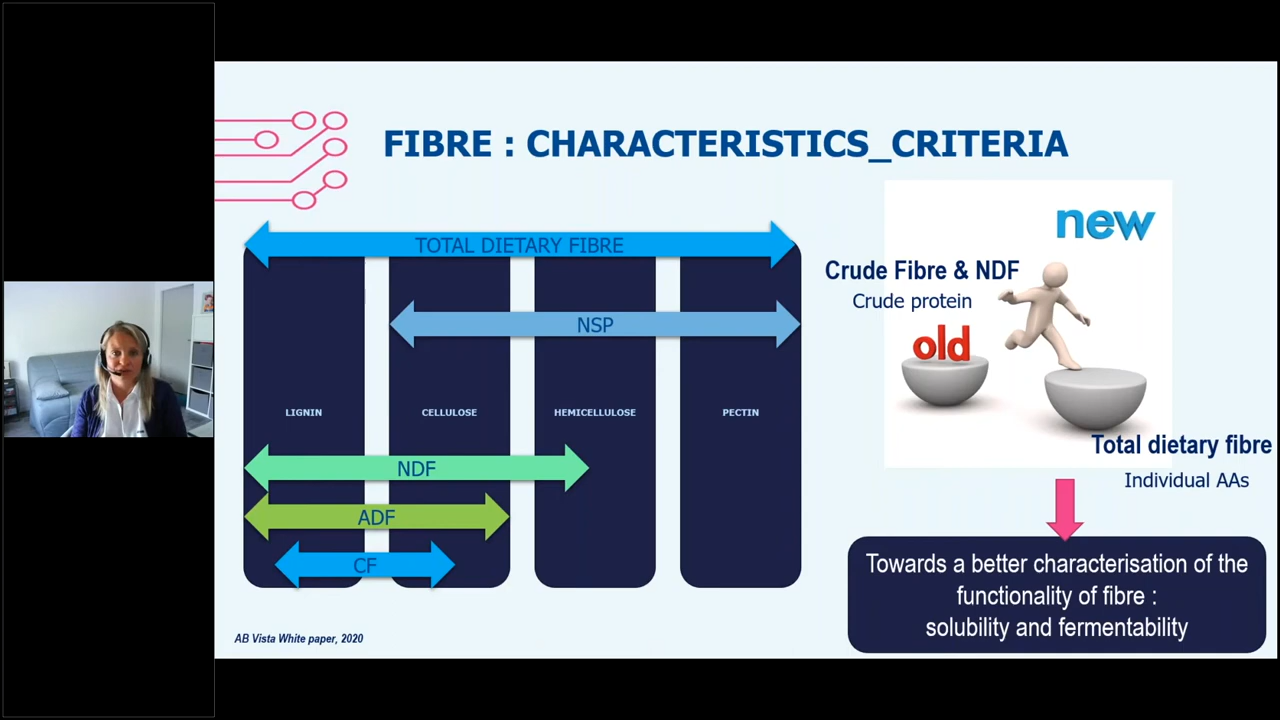 FIBRE : CHARACTERISTICS_CRITERIA
TOTAL DIETARY FIBRE
NSP
LIGNIN
CELLULOSE
HEMICELLULOSE
PECTIN
NDF
ADF
CF
AB Vista White paper, 2020
new
Crude Fibre & NDF
Crude protein
old
Total dietary fibre
Individual AAs
Towards a better characterisation of the
functionality of fibre :
solubility and fermentability